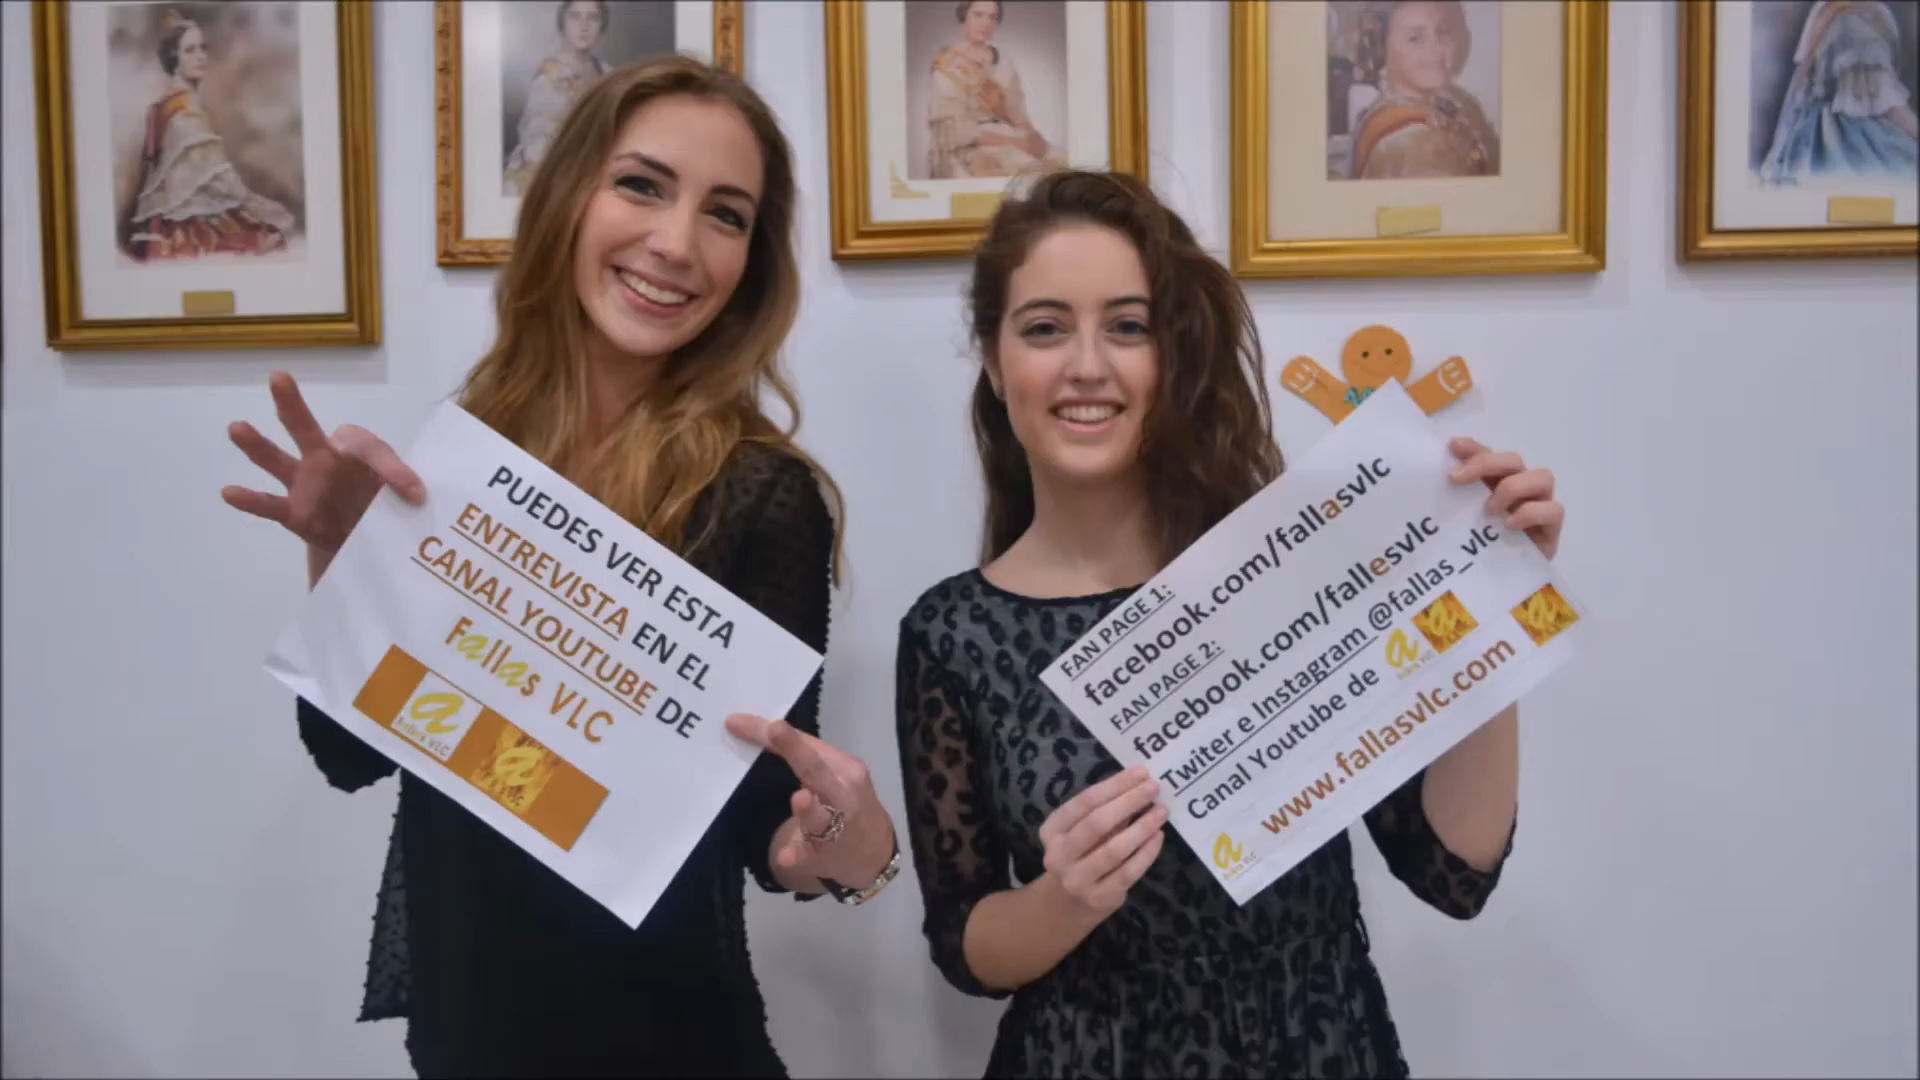 PUEDES VER ESTA
ENTREVISTA EN EL
CANAL YOUTUBE DE
Fallas VLC
a
a
FAN PAGE 1:
facebook.com/fallasvlc
FAN PAGE 2:
facebook.com/fallesvlc
Twiter e Instagram @fallas_vlc
Canal Youtube de a a
www.fallasvlc.com a
a